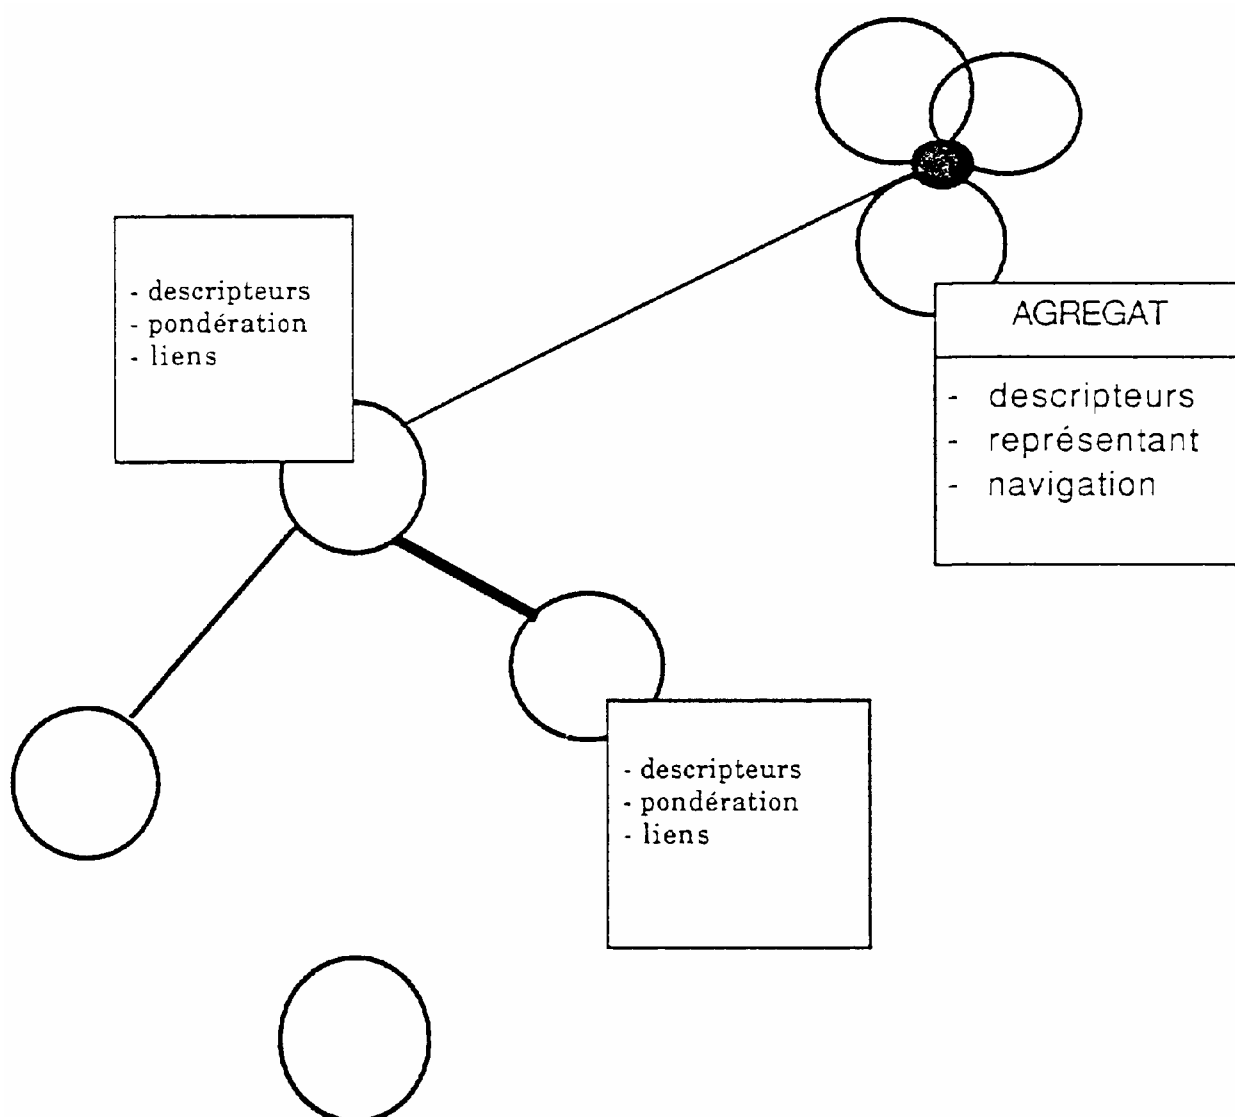 - descripteurs
- pondération
- liens
AGREGAT
- descripteurs
- représentant
- navigation
- descripteurs
- pondération
- liens